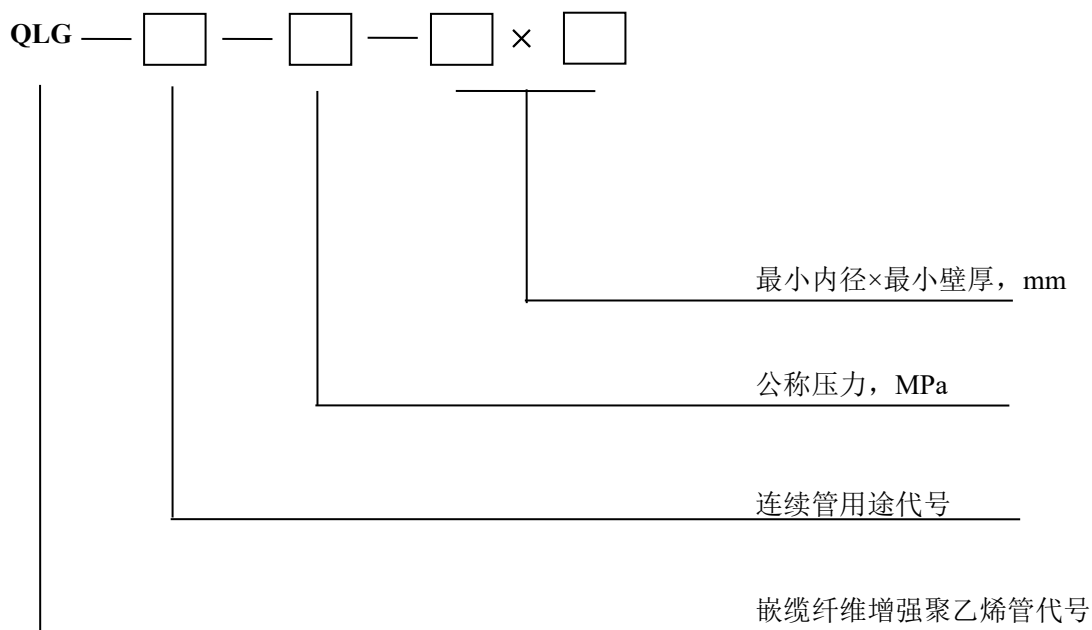 QLG — □ — □ — □ × □
最小内径×最小壁厚，mm
公称压力，MPa
连续管用途代号
嵌缆纤维增强聚乙烯管代号